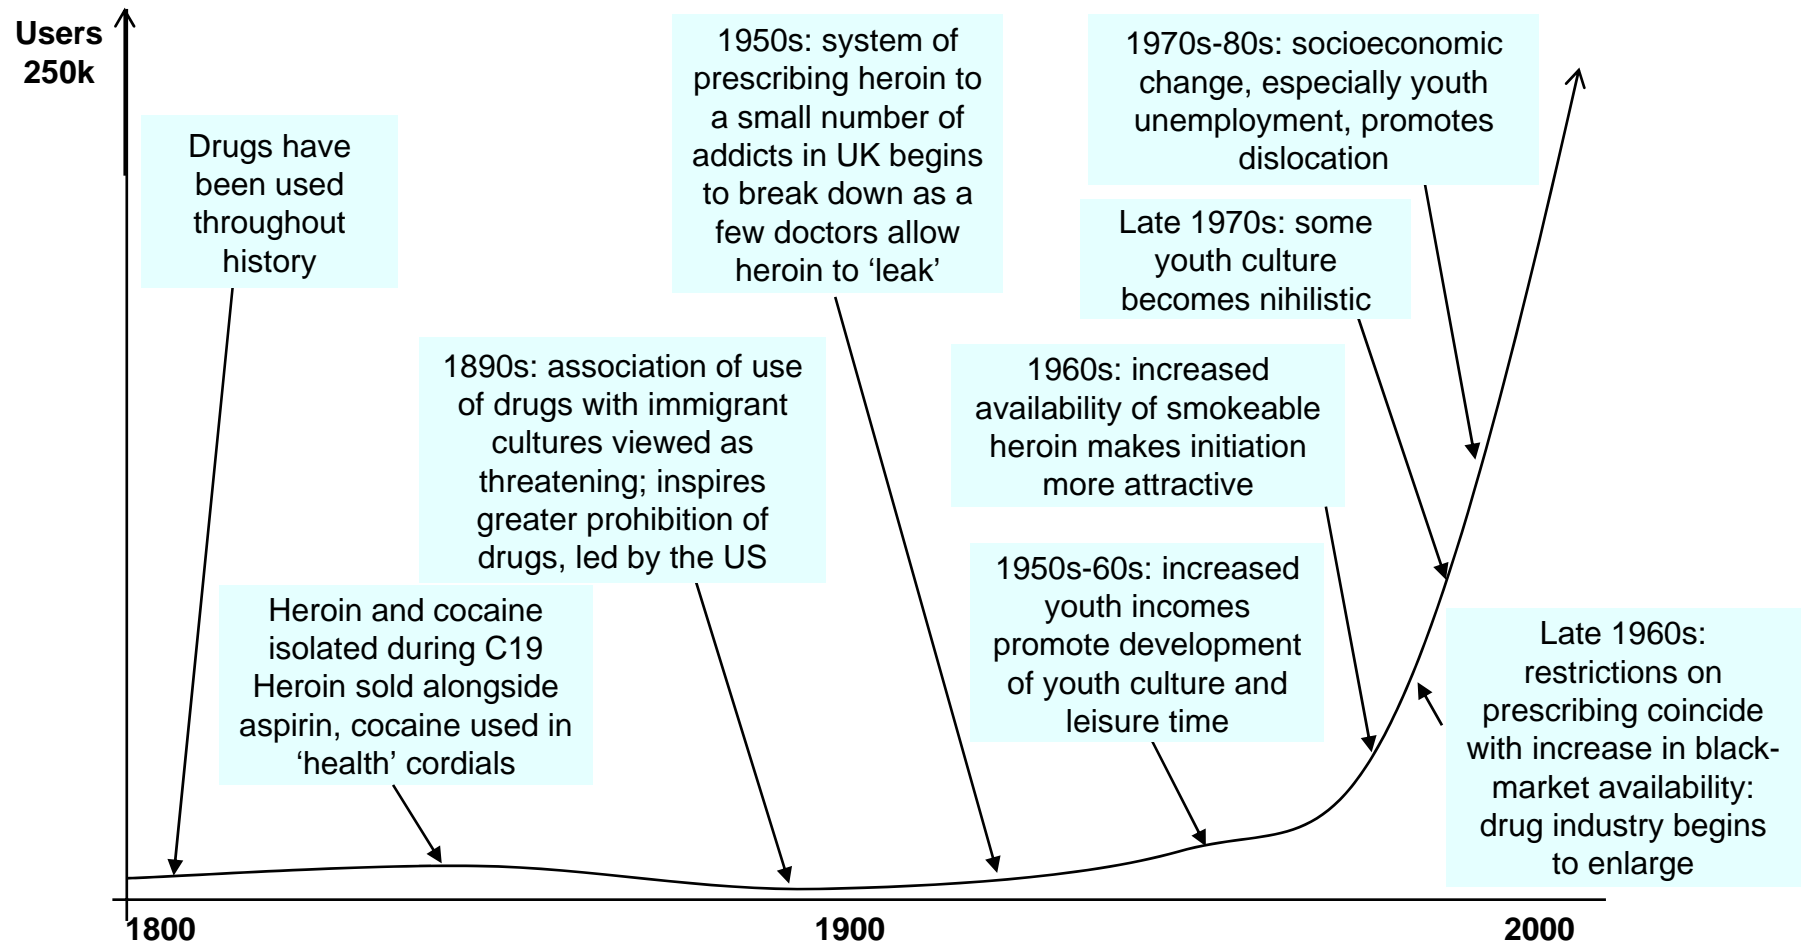 Users
250k
Drugs have
been used
throughout
history
Heroin and cocaine
isolated during C19
Heroin sold alongside
aspirin, cocaine used in
‘health’ cordials
1890s: association of use
of drugs with immigrant
cultures viewed as
threatening; inspires
greater prohibition of
drugs, led by the US
1950s: system of
prescribing heroin to
a small number of
addicts in UK begins
to break down as a
few doctors allow
heroin to ‘leak’
1950s-60s: increased
youth incomes
promote development
of youth culture and
leisure time
1960s: increased
availability of smokeable
heroin makes initiation
more attractive
Late 1970s: some
youth culture
becomes nihilistic
1970s-80s: socioeconomic
change, especially youth
unemployment, promotes
dislocation
Late 1960s:
restrictions on
prescribing coincide
with increase in black-
market availability:
drug industry begins
to enlarge
1800
1900
2000